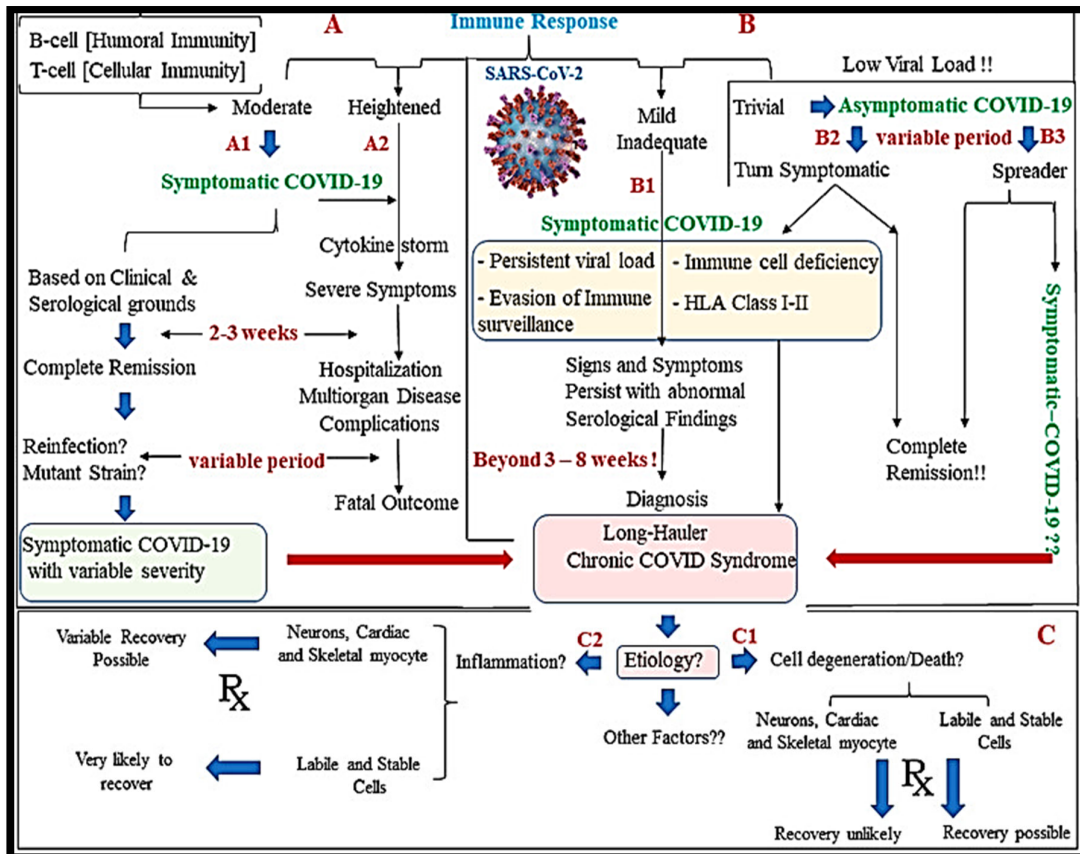 Immune Response
A
B
B-cell [Humoral Immunity]
T-cell [Cellular Immunity]
Moderate
Heightened
A1
A2
Symptomatic COVID-19
Cytokine storm
Based on Clinical &
Serological grounds
Severe Symptoms
2-3 weeks
Complete Remission
Hospitalization
Multiorgan Disease
Complications
Reinfection?
Mutant Strain?
variable period
Fatal Outcome
Symptomatic COVID-19
with variable severity
SARS-CoV-2
Mild
Inadequate
B1
Symptomatic COVID-19
- Persistent viral load
- Evasion of Immune
surveillance
- Immune cell deficiency
- HLA Class I-II
Signs and Symptoms
Persist with abnormal
Serological Findings
Beyond 3 – 8 weeks!
Diagnosis
Long-Hauler
Chronic COVID Syndrome
Low Viral Load !!
Trivial
Asymptomatic COVID-19
B2
variable period
B3
Turn Symptomatic
Spreader
Complete
Remission!!
Symptomatic–COVID-19 ??
C
C2
Etiology?
C1
Inflammation?
Cell degeneration/Death?
Other Factors??
Variable Recovery
Possible
Neurons, Cardiac
and Skeletal myocyte
Rx
Very likely to
recover
Labile and Stable
Cells
Neurons, Cardiac
and Skeletal myocyte
Labile and Stable
Cells
Rx
Recovery unlikely
Recovery possible